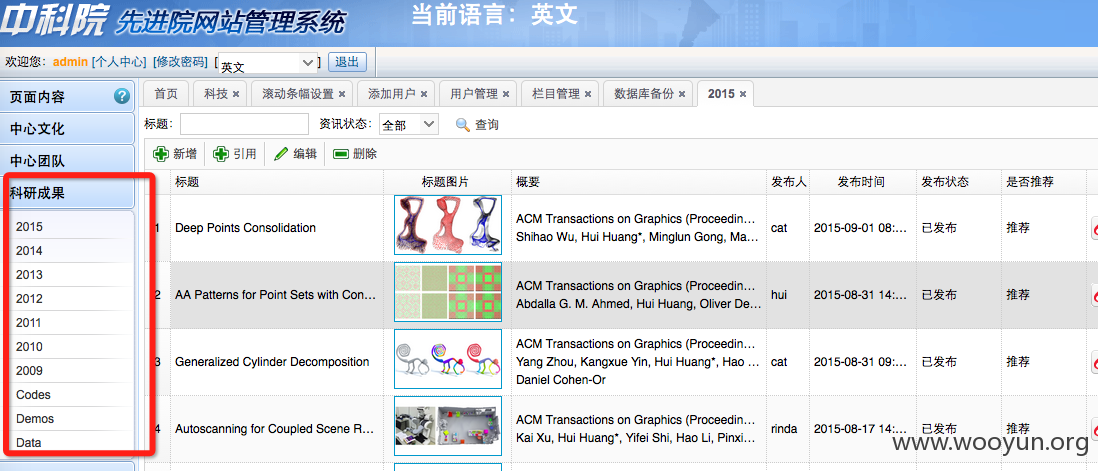 中科院 先进院网站管理系统 当前语言：英文
欢迎您: admin [个人中心] [修改密码] [英文] 退出
页面内容
中心文化
中心团队
科研成果
2015
2014
2013
2012
2011
2010
2009
Codes
Demos
Data
首页 科技 滚动条幅设置 添加用户 用户管理 栏目管理 数据库备份 2015
标题: 资讯状态: 全部 查询
新增 引用 编辑 删除
标题 标题图片 概要 发布人 发布时间 发布状态 是否推荐
1 Deep Points Consolidation ACM Transactions on Graphics (Proceedin… cat 2015-09-01 08:… 已发布 推荐
Shihao Wu, Hui Huang*, Minglun Gong, Ma…
2 AA Patterns for Point Sets with Con… ACM Transactions on Graphics (Proceedin… hui 2015-08-31 14:… 已发布 推荐
Abdalla G. M. Ahmed, Hui Huang, Oliver De…
3 Generalized Cylinder Decomposition ACM Transactions on Graphics (Proceedin… cat 2015-08-31 09:… 已发布 推荐
Yang Zhou, Kangxue Yin, Hui Huang*, Hao …
Daniel Cohen-Or
4 Autoscanning for Coupled Scene R… ACM Transactions on Graphics (Proceedin… rinda 2015-08-17 14:… 已发布 推荐
Kai Xu, Hui Huang*, Yifei Shi, Hao Li, Pinxi…
www.wooyun.org